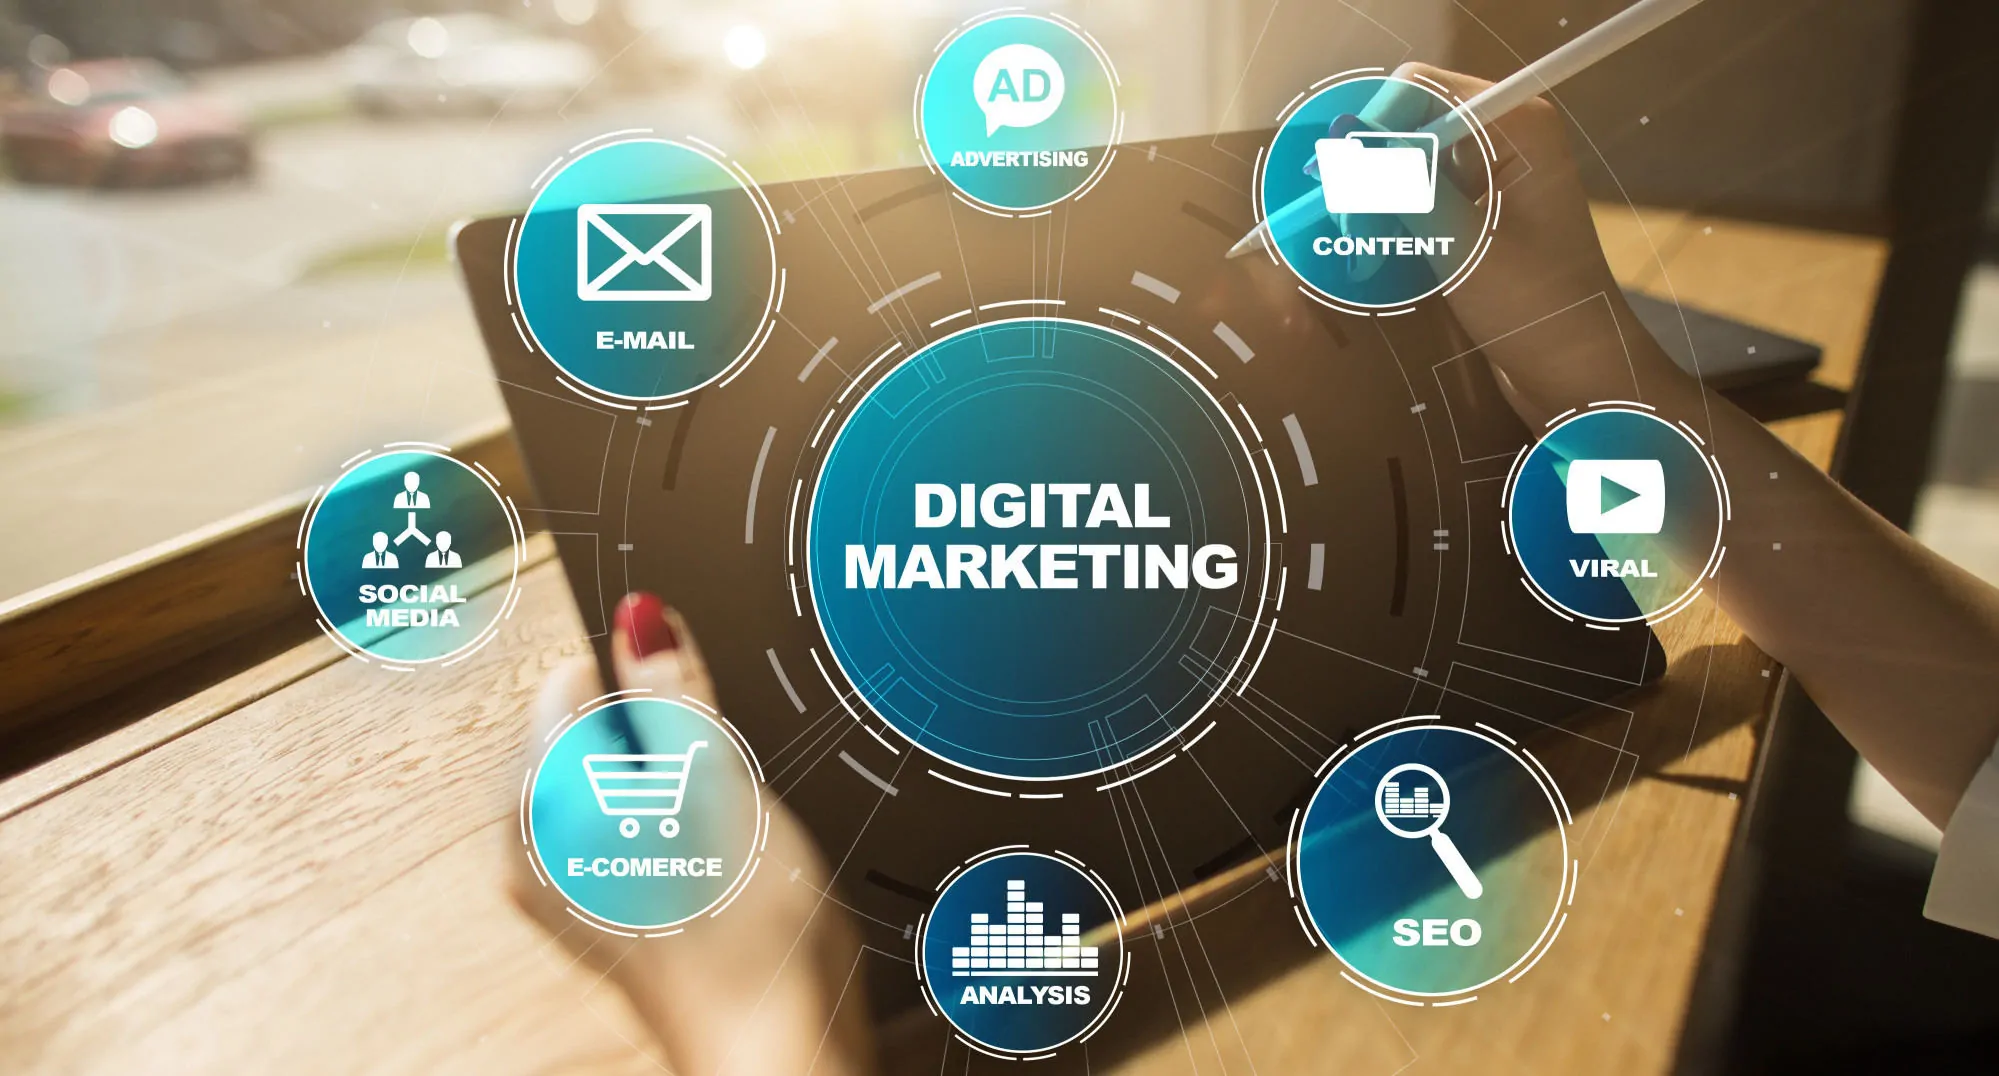 AD
ADVERTISING
CONTENT
E-MAIL
DIGITAL
MARKETING
VIRAL
SOCIAL
MEDIA
E-COMERCE
SEO
ANALYSIS